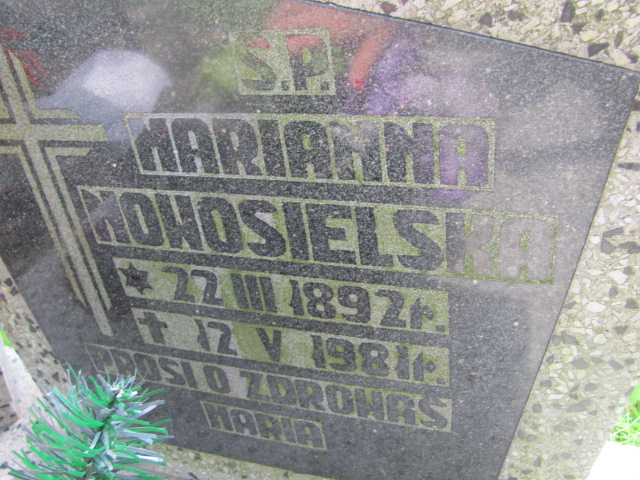 Ś.P.
MARIANNA
NOWOSIELSKA
* 22 III 1892 r.
✝ 12 V 1981 r.
PROSI O ZDROWAŚ
MARIA